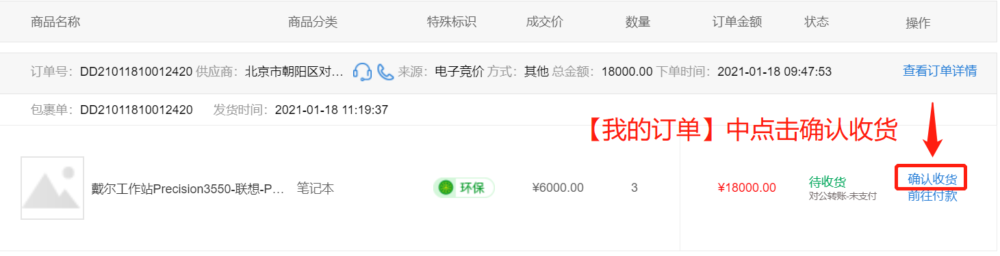 商品名称 商品分类 特殊标识 成交价 数量 订单金额 状态 操作
订单号：DD21011810012420 供应商：北京市朝阳区对... 来源：电子竞价 方式：其他 总金额：18000.00 下单时间：2021-01-18 09:47:53 查看订单详情
包裹单：DD21011810012420 发货时间：2021-01-18 11:19:37
【我的订单】中点击确认收货
戴尔工作站Precision3550-联想-P... 笔记本 环保 ¥6000.00 3 ¥18000.00 待收货 确认收货
对公转账-未支付 前往付款